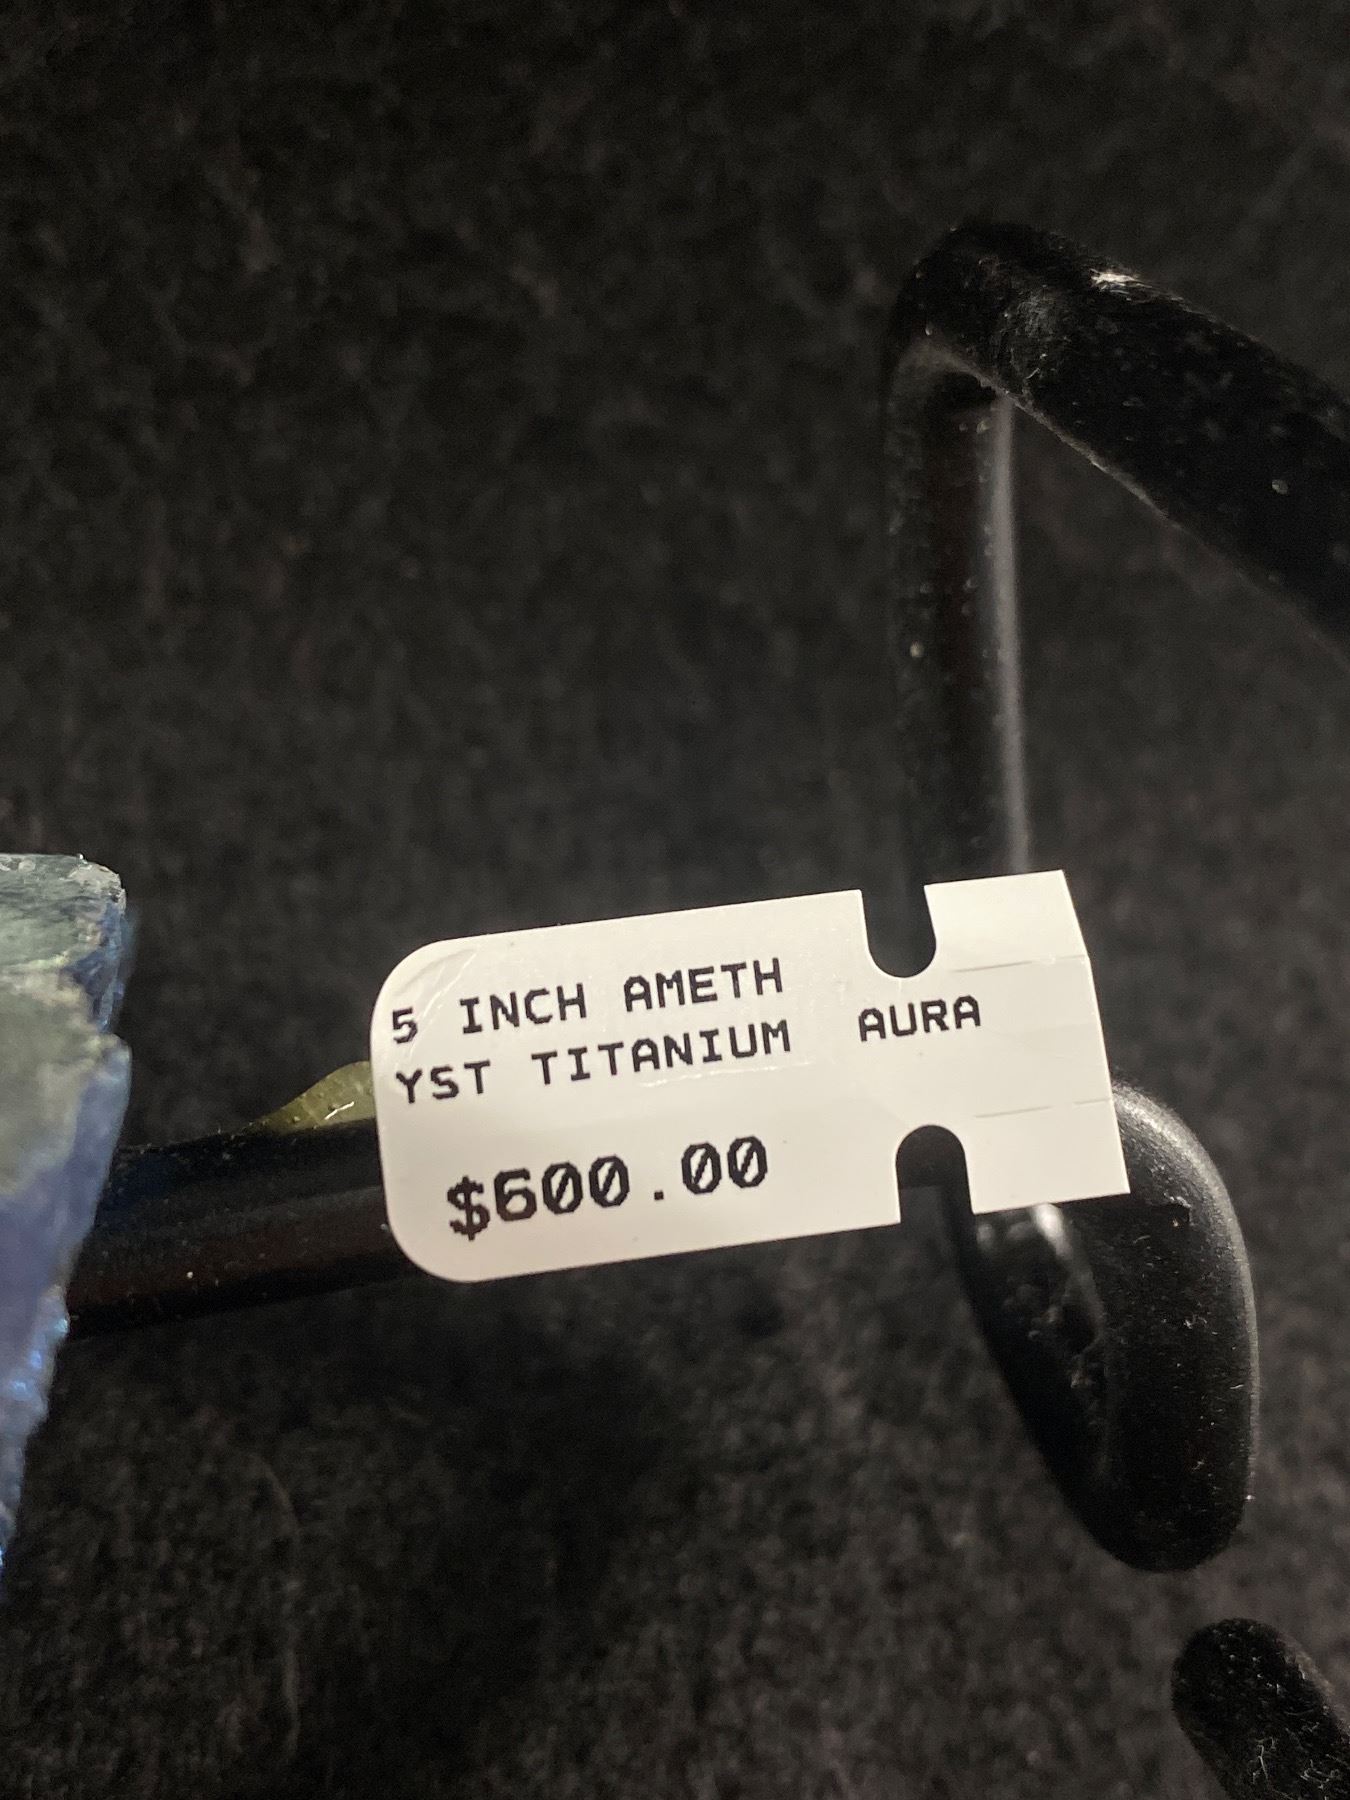 5 INCH AMETH
YST TITANIUM AURA
$600.00